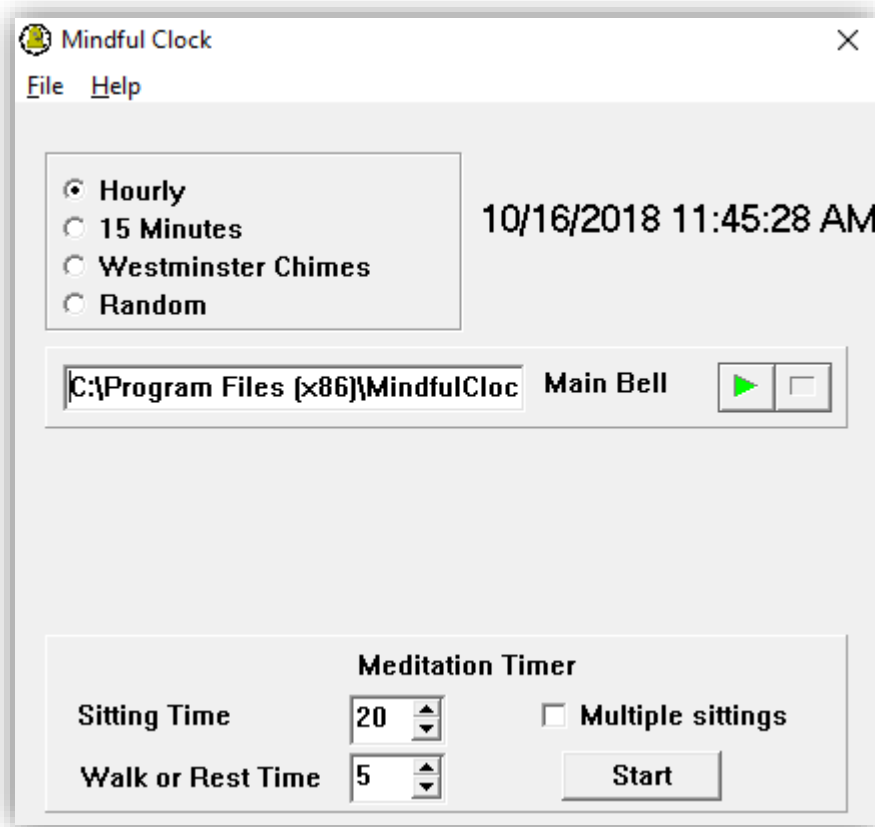 Mindful Clock
File Help
Hourly
15 Minutes
Westminster Chimes
Random
10/16/2018 11:45:28 AM
C:\Program Files (x86)\MindfulCloc
Main Bell
Meditation Timer
Sitting Time 20 Multiple sittings
Walk or Rest Time 5 Start